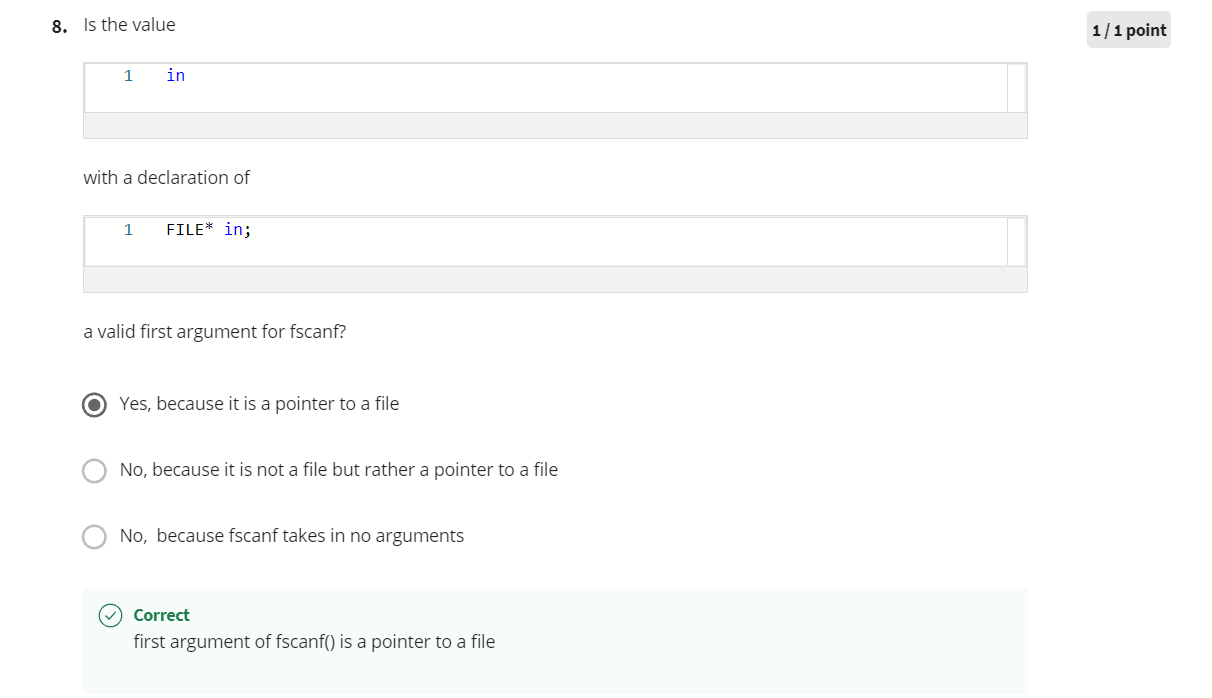 8. Is the value
1 / 1 point
1 in
with a declaration of
1 FILE* in;
a valid first argument for fscanf?
Yes, because it is a pointer to a file
No, because it is not a file but rather a pointer to a file
No,  because fscanf takes in no arguments
Correct
first argument of fscanf() is a pointer to a file